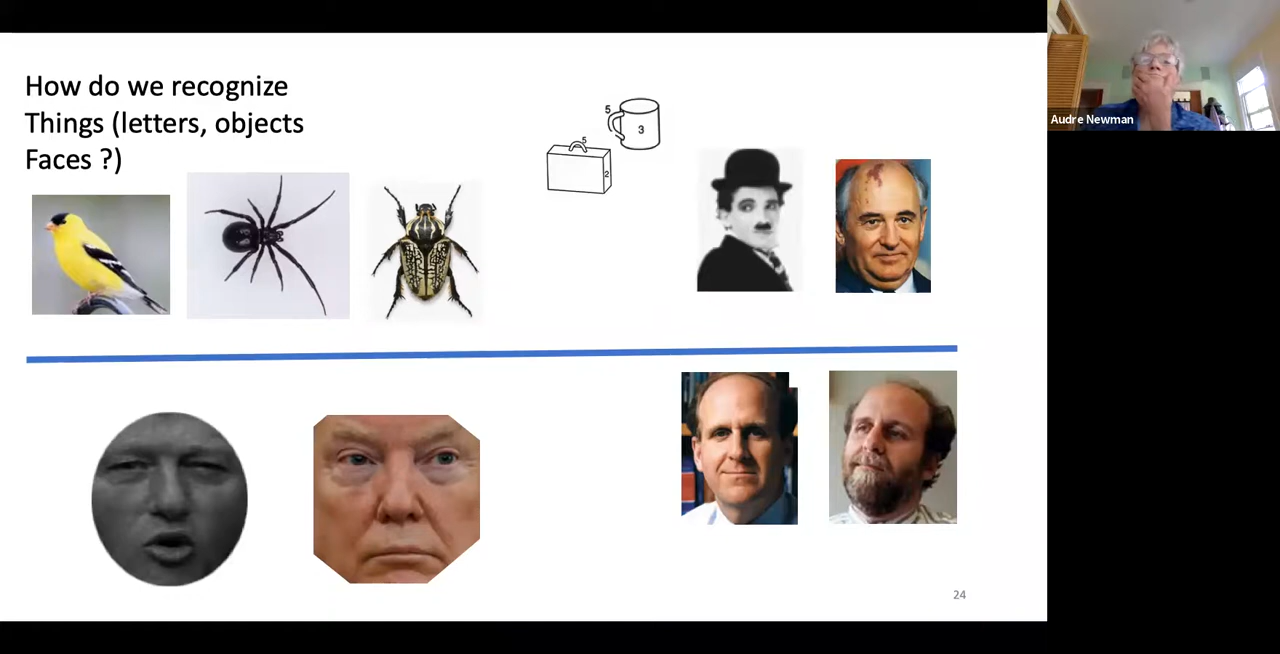 How do we recognize
Things (letters, objects
Faces ?)
5
3
5
2
24
Audre Newman